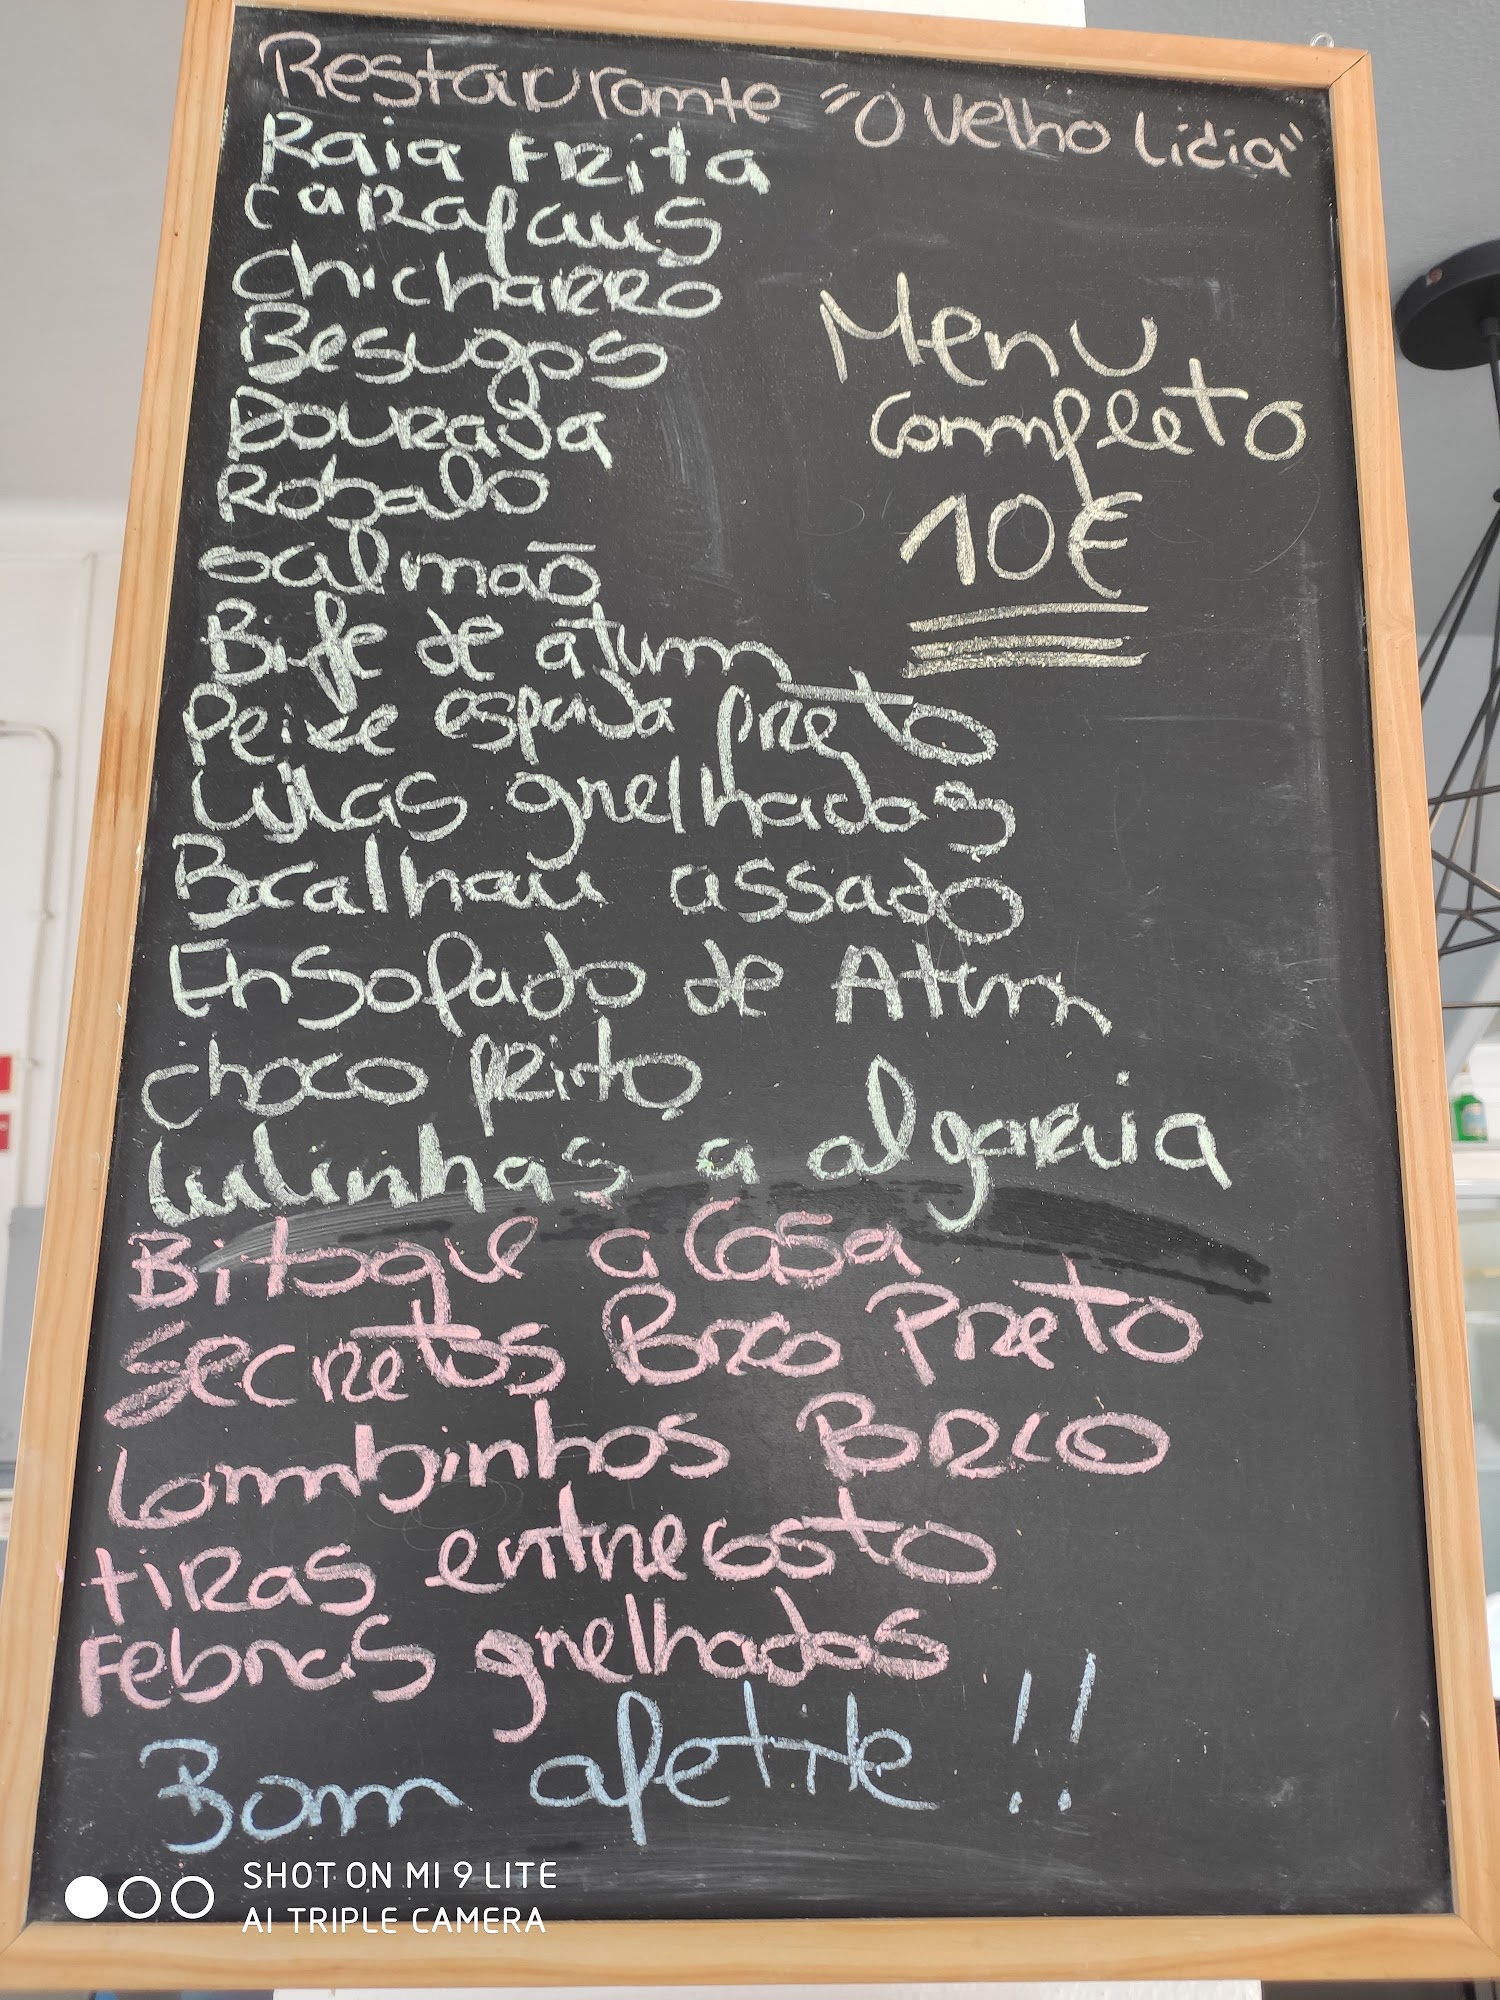 Restaurante "O Velho Lidia"
Raia Frita
Carapaus
Chicharro
Besugos
Dourada
Robalo
Salmão
Bife de atum
Peixe espada preto
Lulas grelhadas
Bacalhau assado
Ensopado de Atum
choco frito
Lulinhas a algarvia
Menu
completo
10€
Bitoque a Casa
Secretos Porco Preto
Lombinhos Porco
tiras entrecosto
Febras grelhadas
Bom apetite!!
SHOT ON MI 9 LITE
AI TRIPLE CAMERA